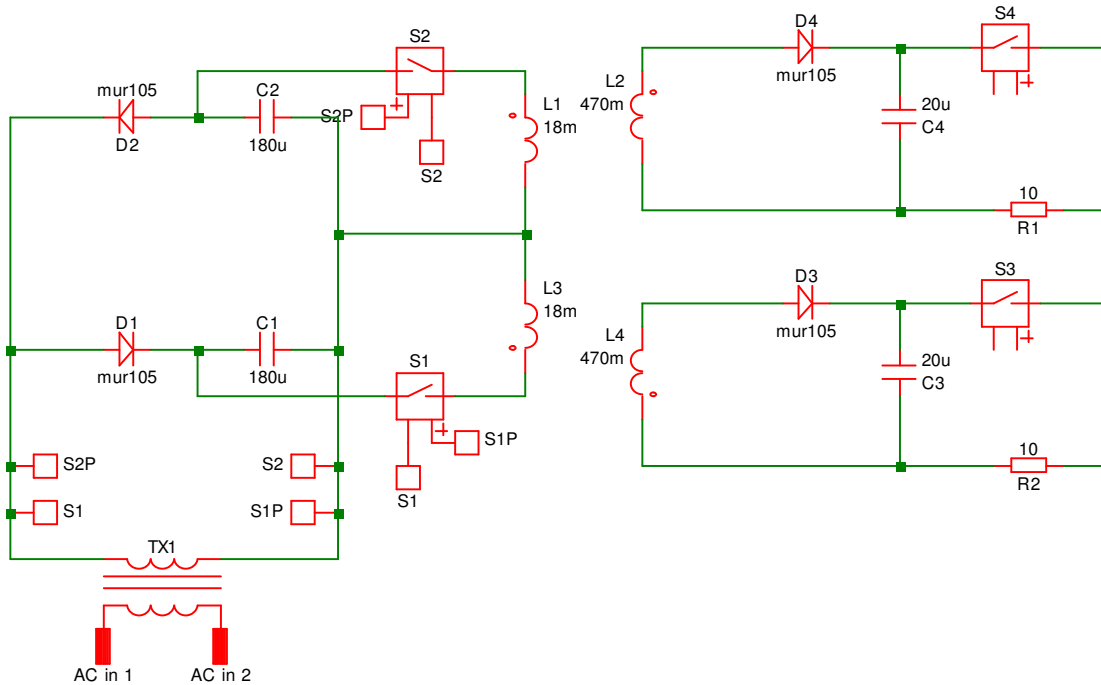 S2
D4
S4
mur105
C2
L2
470m
mur105
S2P
+
+
L1
18m
20u
C4
D2
180u
S2
10
R1
D3
S3
L3
18m
D1
C1
L4
470m
mur105
+
mur105
180u
S1
20u
C3
+
S1P
10
R2
S2P
S2
S1
S1
S1P
TX1
AC in 1
AC in 2